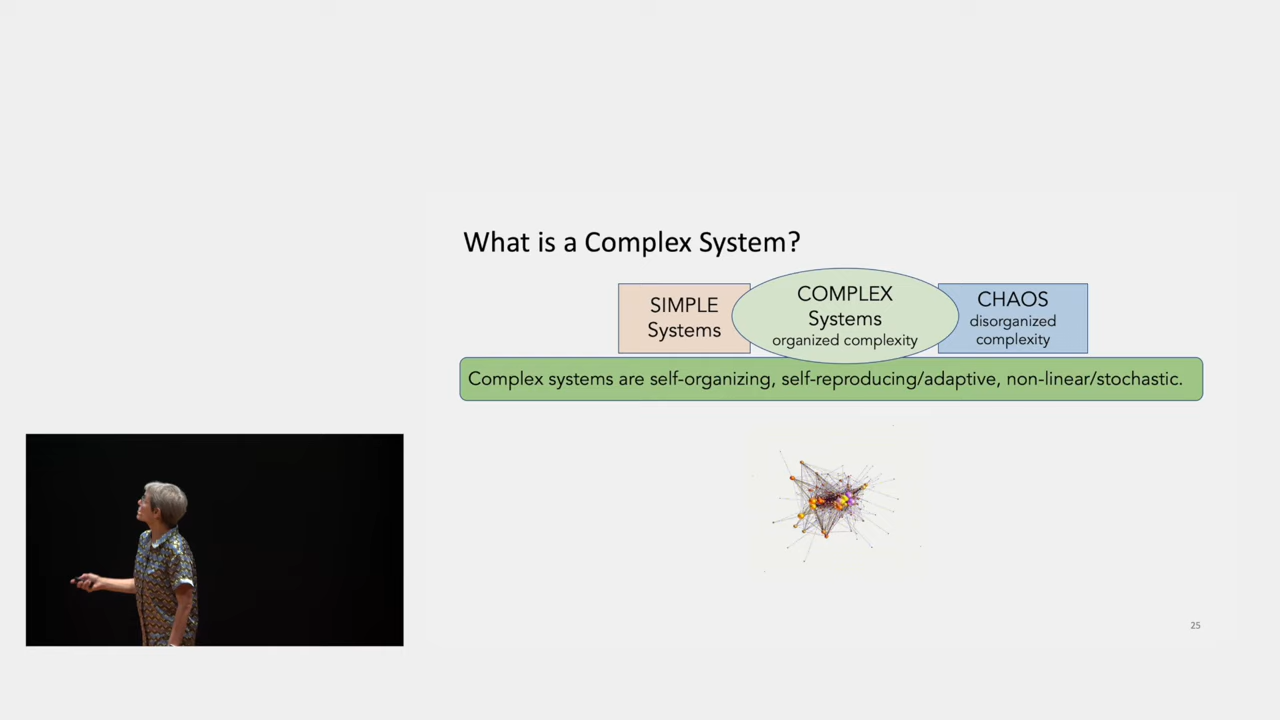 What is a Complex System?
SIMPLE
Systems
COMPLEX
Systems
organized complexity
CHAOS
disorganized
complexity
Complex systems are self-organizing, self-reproducing/adaptive, non-linear/stochastic.
25